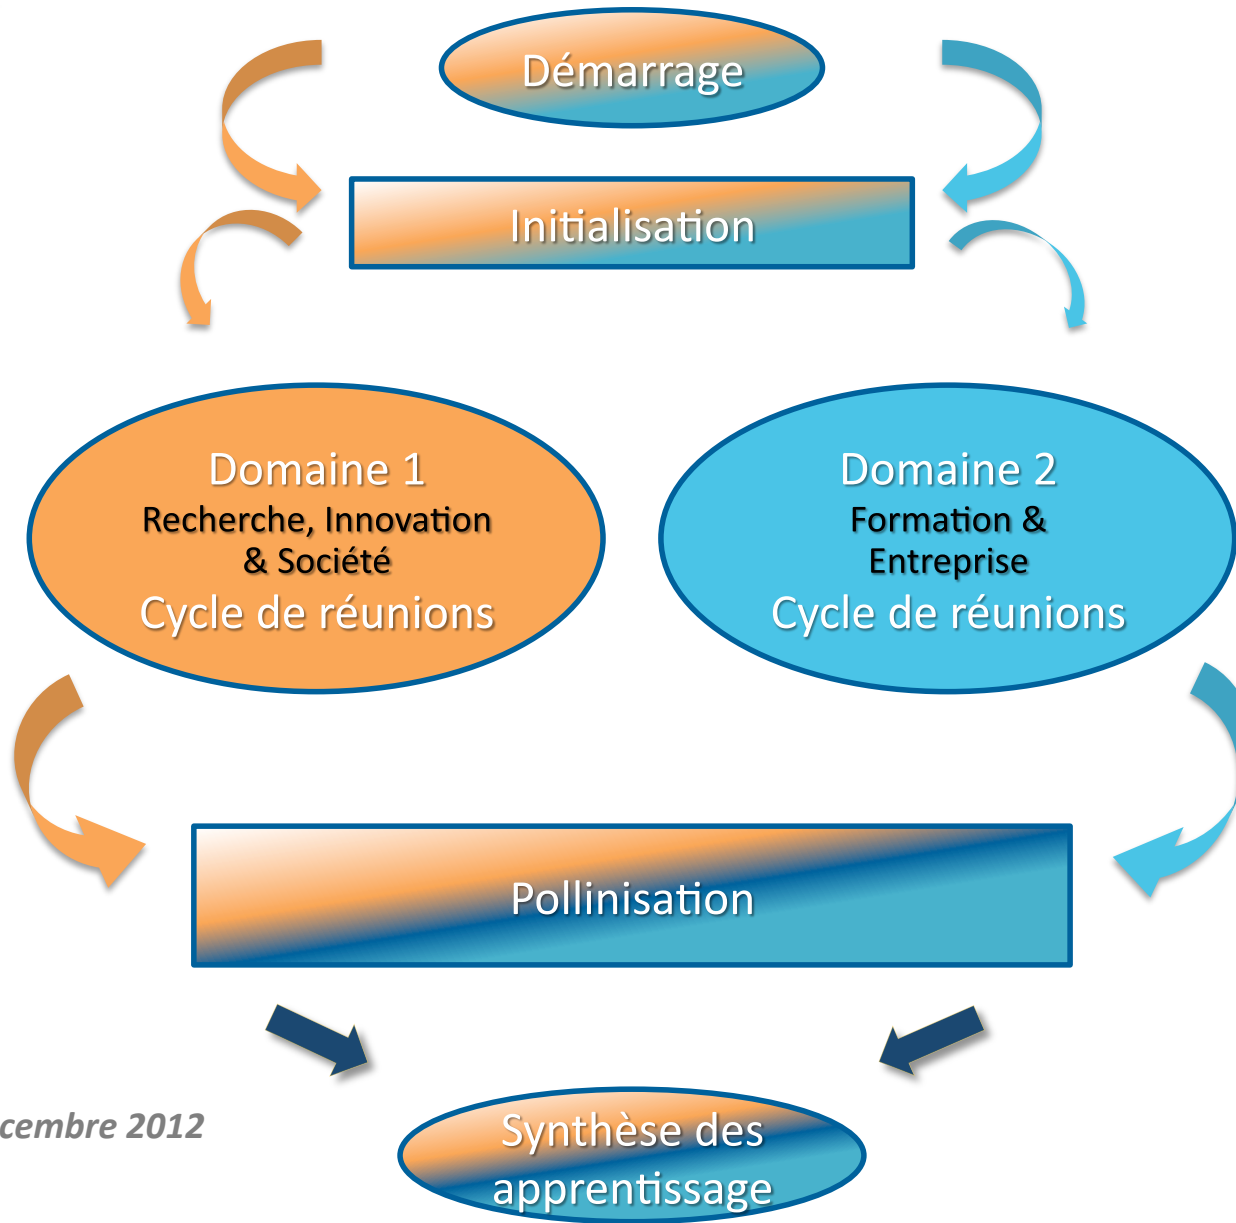 Démarrage
Initialisation
Domaine 1
Recherche, Innovation
& Société
Cycle de réunions
Domaine 2
Formation &
Entreprise
Cycle de réunions
Pollinisation
cembre 2012
Synthèse des
apprentissage